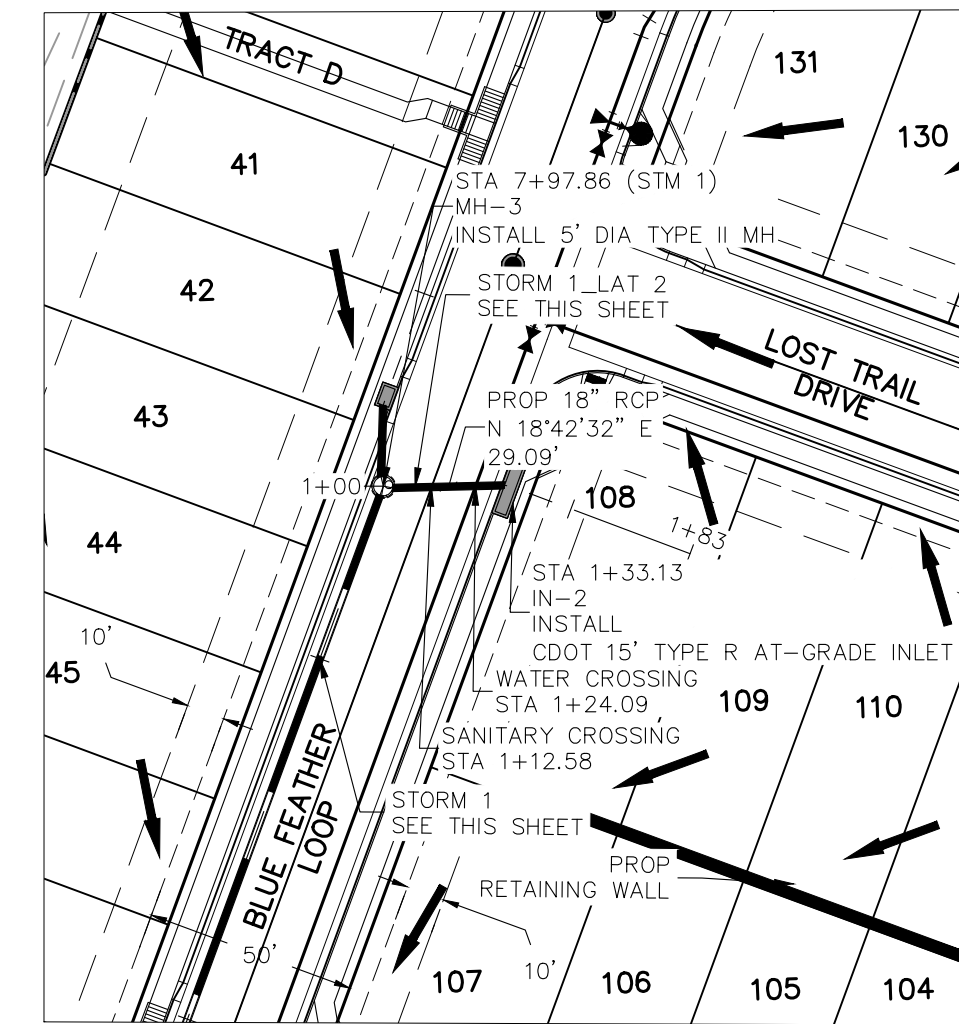 TRACT D
131
130
41
STA 7+97.86 (STM 1)
MH-3
INSTALL 5' DIA TYPE II MH
42
STORM 1_LAT 2
SEE THIS SHEET
LOST TRAIL
DRIVE
43
PROP 18" RCP
N 18°42'32" E
29.09'
1+00
108
1+83
44
STA 1+33.13
IN-2
INSTALL
CDOT 15' TYPE R AT-GRADE INLET
10'
45
WATER CROSSING
STA 1+24.09
109
110
SANITARY CROSSING
STA 1+12.58
BLUE FEATHER
LOOP
STORM 1
SEE THIS SHEET
PROP
RETAINING WALL
50'
10'
107
106
105
104